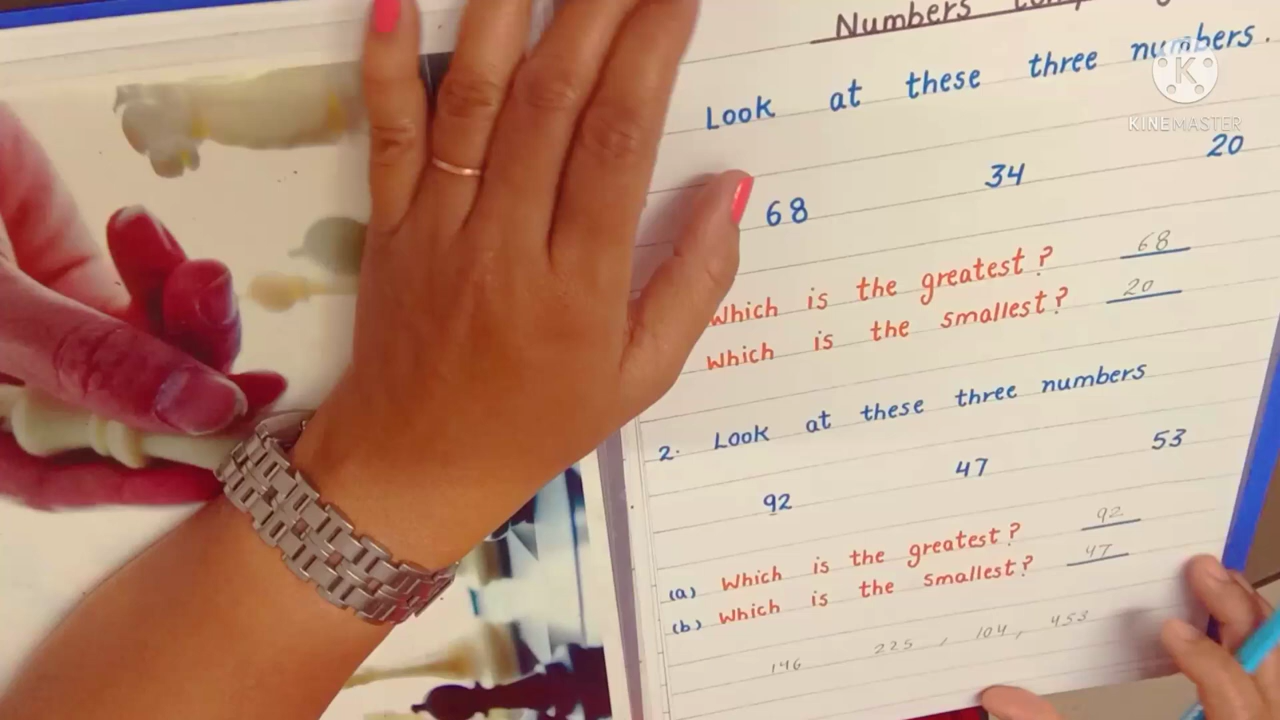 Numbers
Look at these three numbers.
68 34 20
Which is the greatest? 68
Which is the smallest? 20
2. Look at these three numbers
92 47 53
(a) Which is the greatest? 92
(b) Which is the smallest? 47
146 225, 104, 453
K
KINEMASTER